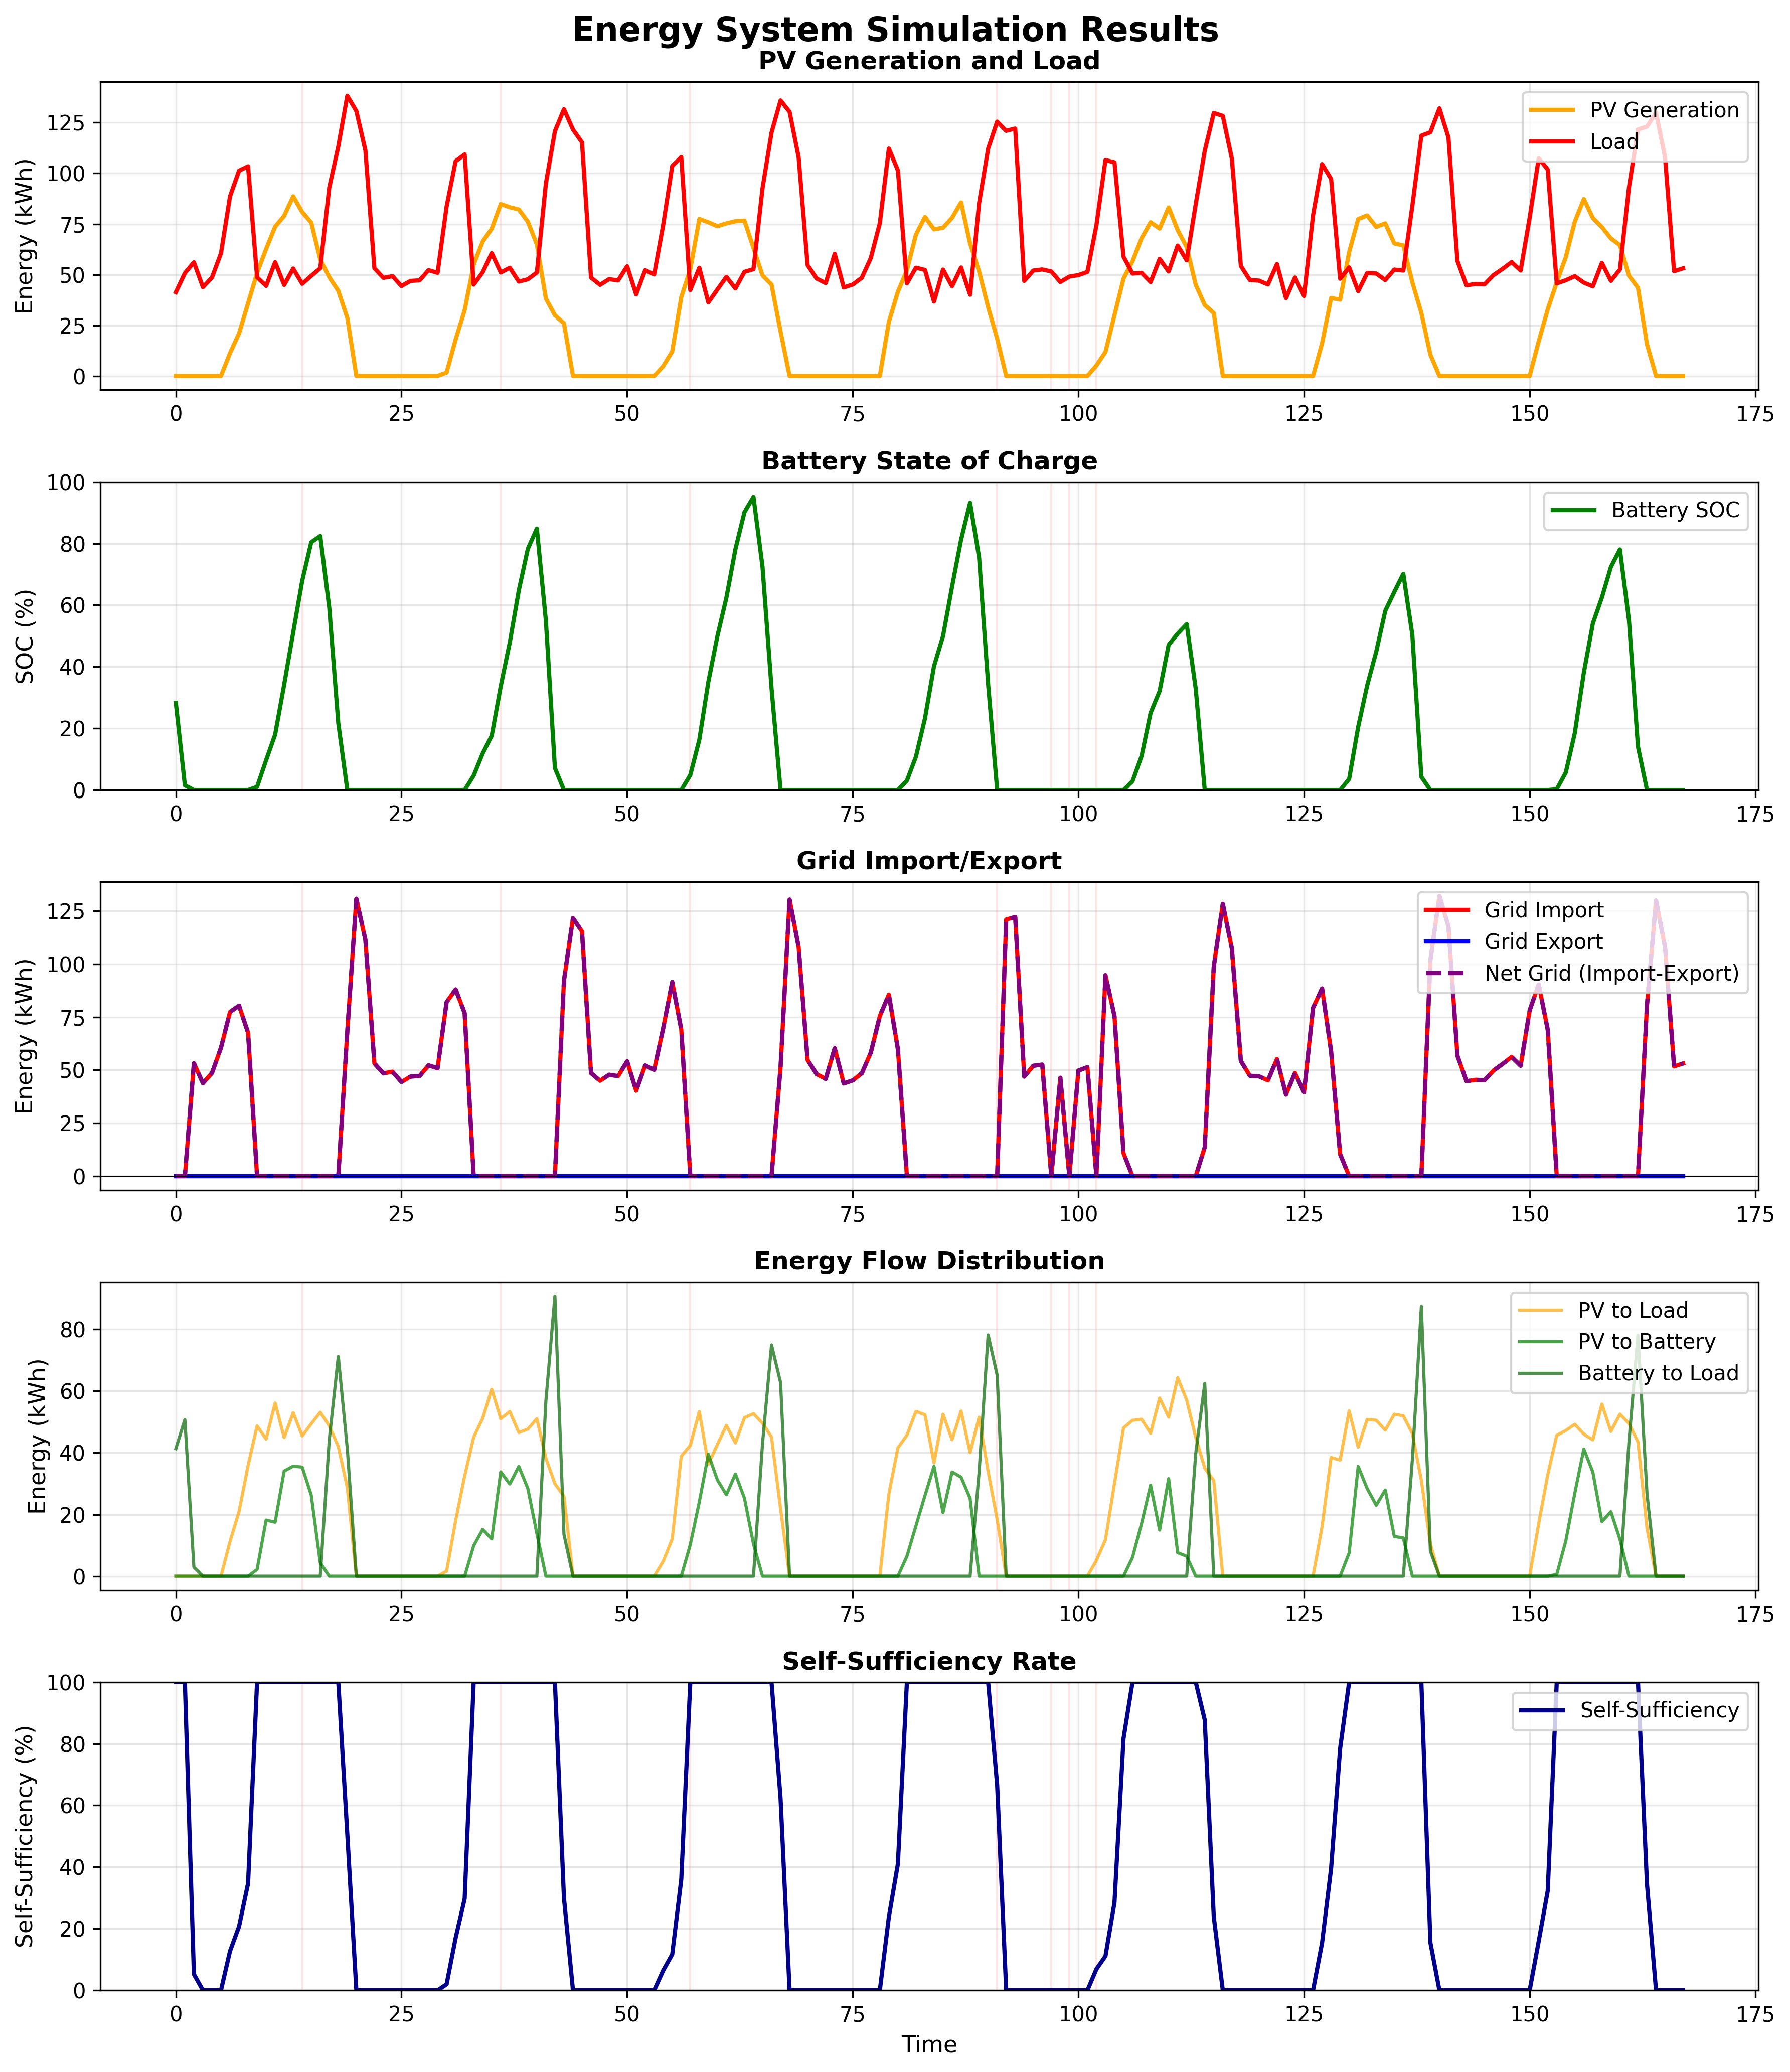 Energy System Simulation Results
PV Generation and Load
Energy (kWh)
125
100
75
50
25
0
PV Generation
Load
0 25 50 75 100 125 150 175
Battery State of Charge
SOC (%)
100
80
60
40
20
0
Battery SOC
0 25 50 75 100 125 150 175
Grid Import/Export
Energy (kWh)
125
100
75
50
25
0
Grid Import
Grid Export
Net Grid (Import-Export)
0 25 50 75 100 125 150 175
Energy Flow Distribution
Energy (kWh)
80
60
40
20
0
PV to Load
PV to Battery
Battery to Load
0 25 50 75 100 125 150 175
Self-Sufficiency Rate
Self-Sufficiency (%)
100
80
60
40
20
0
Self-Sufficiency
0 25 50 75 100 125 150 175
Time